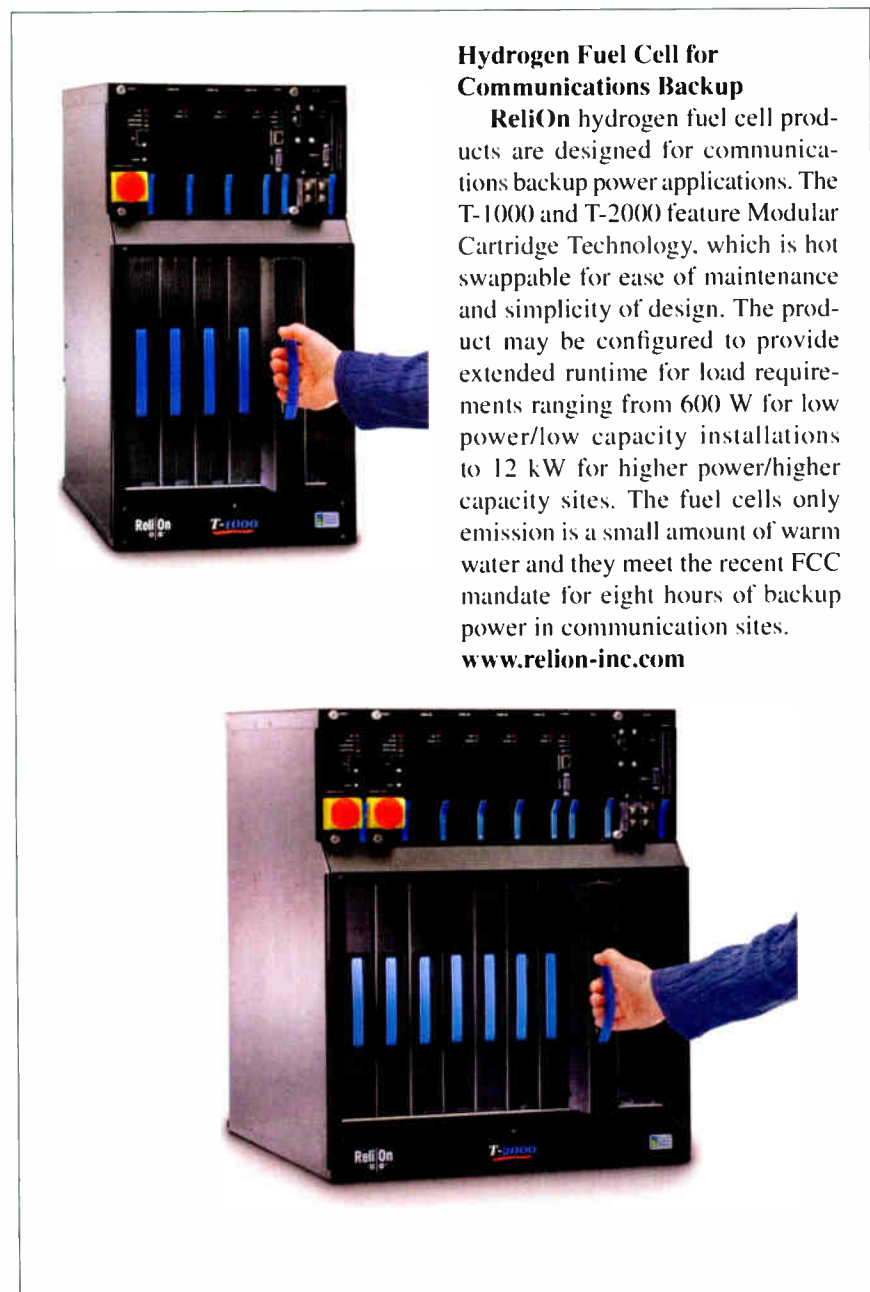 Hydrogen Fuel Cell for
Communications Backup
ReliOn hydrogen fuel cell prod-
ucts are designed for communica-
tions backup power applications. The
T-1000 and T-2000 feature Modular
Cartridge Technology, which is hot
swappable for ease of maintenance
and simplicity of design. The prod-
uct may be configured to provide
extended runtime for load require-
ments ranging from 600 W for low
power/low capacity installations
to 12 kW for higher power/higher
capacity sites. The fuel cells only
emission is a small amount of warm
water and they meet the recent FCC
mandate for eight hours of backup
power in communication sites.
www.relion-inc.com
ReliOn T-1000
ReliOn T-2000